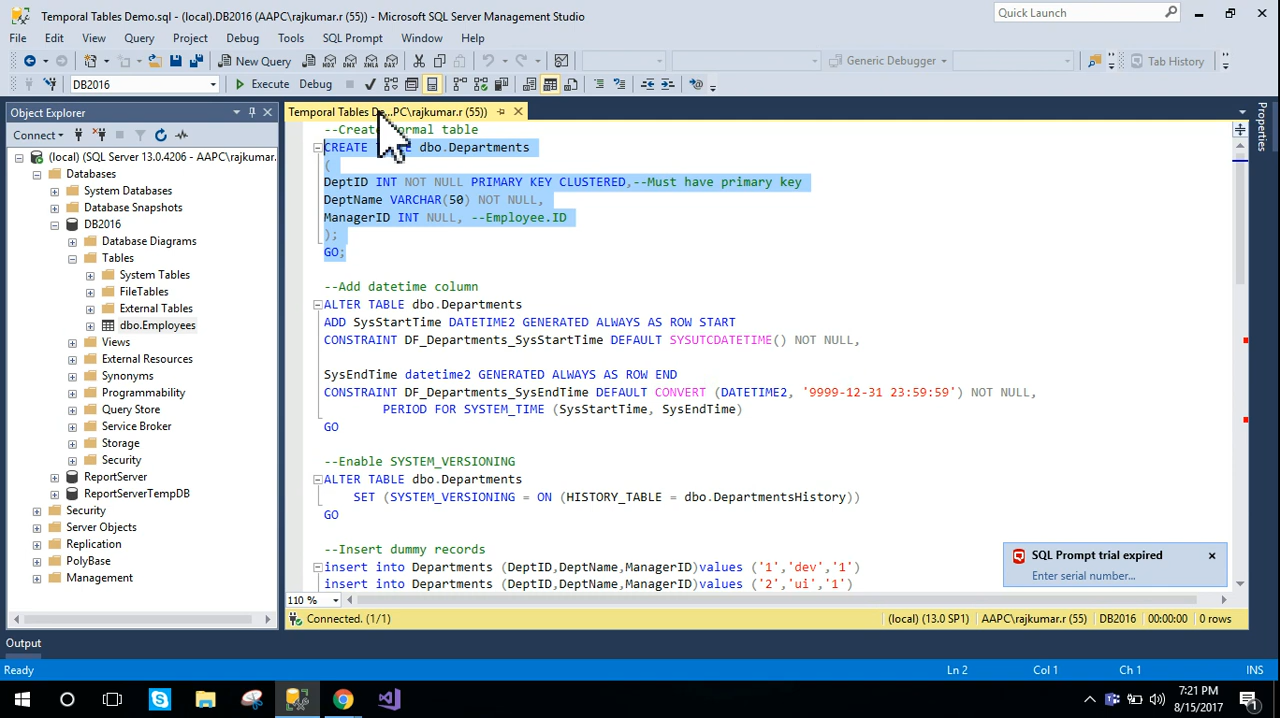 Temporal Tables Demo.sql - (local).DB2016 (AAPC\rajkumar.r (55)) - Microsoft SQL Server Management Studio
Quick Launch
File Edit View Query Project Debug Tools SQL Prompt Window Help
New Query
Generic Debugger
Tab History
DB2016
Execute Debug
Object Explorer
Connect
(local) (SQL Server 13.0.4206 - AAPC\rajkumar.
Databases
System Databases
Database Snapshots
DB2016
Database Diagrams
Tables
System Tables
FileTables
External Tables
dbo.Employees
Views
External Resources
Synonyms
Programmability
Query Store
Service Broker
Storage
Security
ReportServer
ReportServerTempDB
Security
Server Objects
Replication
PolyBase
Management
PC\rajkumar.r (55))
Temporal Tables
Properties
dbo.Departments
(
DeptID INT NOT NULL PRIMARY KEY CLUSTERED,--Must have primary key
DeptName VARCHAR(50) NOT NULL,
ManagerID INT NULL, --Employee.ID
);
GO;
--Add datetime column
ALTER TABLE dbo.Departments
ADD SysStartTime DATETIME2 GENERATED ALWAYS AS ROW START
CONSTRAINT DF_Departments_SysStartTime DEFAULT SYSUTCDATETIME() NOT NULL,
SysEndTime datetime2 GENERATED ALWAYS AS ROW END
CONSTRAINT DF_Departments_SysEndTime DEFAULT CONVERT (DATETIME2, '9999-12-31 23:59:59') NOT NULL,
PERIOD FOR SYSTEM_TIME (SysStartTime, SysEndTime)
GO
--Enable SYSTEM_VERSIONING
ALTER TABLE dbo.Departments
SET (SYSTEM_VERSIONING = ON (HISTORY_TABLE = dbo.DepartmentsHistory))
GO
--Insert dummy records
insert into Departments (DeptID,DeptName,ManagerID)values ('1','dev','1')
insert into Departments (DeptID,DeptName,ManagerID)values ('2','ui','1')
SQL Prompt trial expired
Enter serial number...
110 %
Connected. (1/1)
(local) (13.0 SP1) AAPC\rajkumar.r (55) DB2016 00:00:00 0 rows
Output
Ready
Ln 2 Col 1 Ch 1 INS
7:21 PM
8/15/2017
1